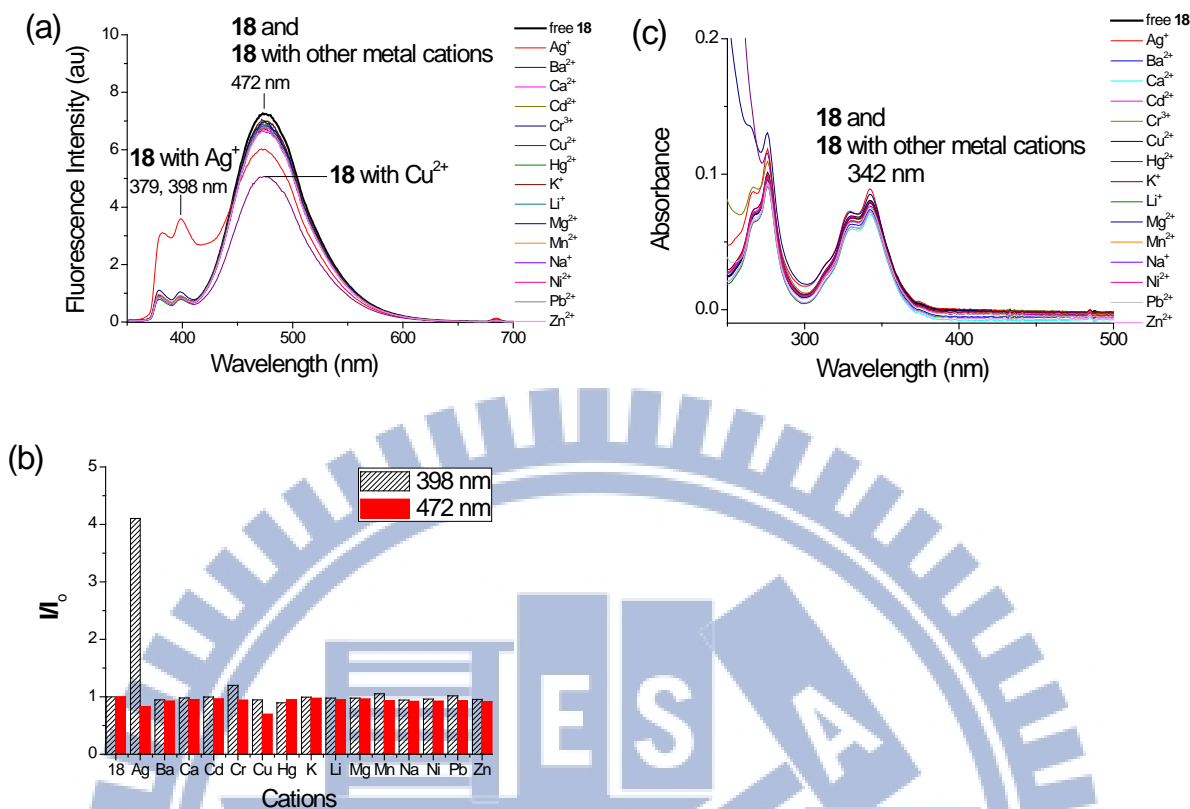 (a)
10
8
6
4
2
0
Fluorescence Intensity (au)
400
500
600
700
Wavelength (nm)
18 and
18 with other metal cations
472 nm
18 with Ag⁺
379, 398 nm
18 with Cu²⁺
free 18
Ag⁺
Ba²⁺
Ca²⁺
Cd²⁺
Cr³⁺
Cu²⁺
Hg²⁺
K⁺
Li⁺
Mg²⁺
Mn²⁺
Na⁺
Ni²⁺
Pb²⁺
Zn²⁺
(c)
0.2
0.1
0.0
Absorbance
300
400
500
Wavelength (nm)
18 and
18 with other metal cations
342 nm
free 18
Ag⁺
Ba²⁺
Ca²⁺
Cd²⁺
Cr³⁺
Cu²⁺
Hg²⁺
K⁺
Li⁺
Mg²⁺
Mn²⁺
Na⁺
Ni²⁺
Pb²⁺
Zn²⁺
(b)
5
4
3
2
1
0
I/I₀
398 nm
472 nm
18 Ag Ba Ca Cd Cr Cu Hg K Li Mg Mn Na Ni Pb Zn
Cations
E S A